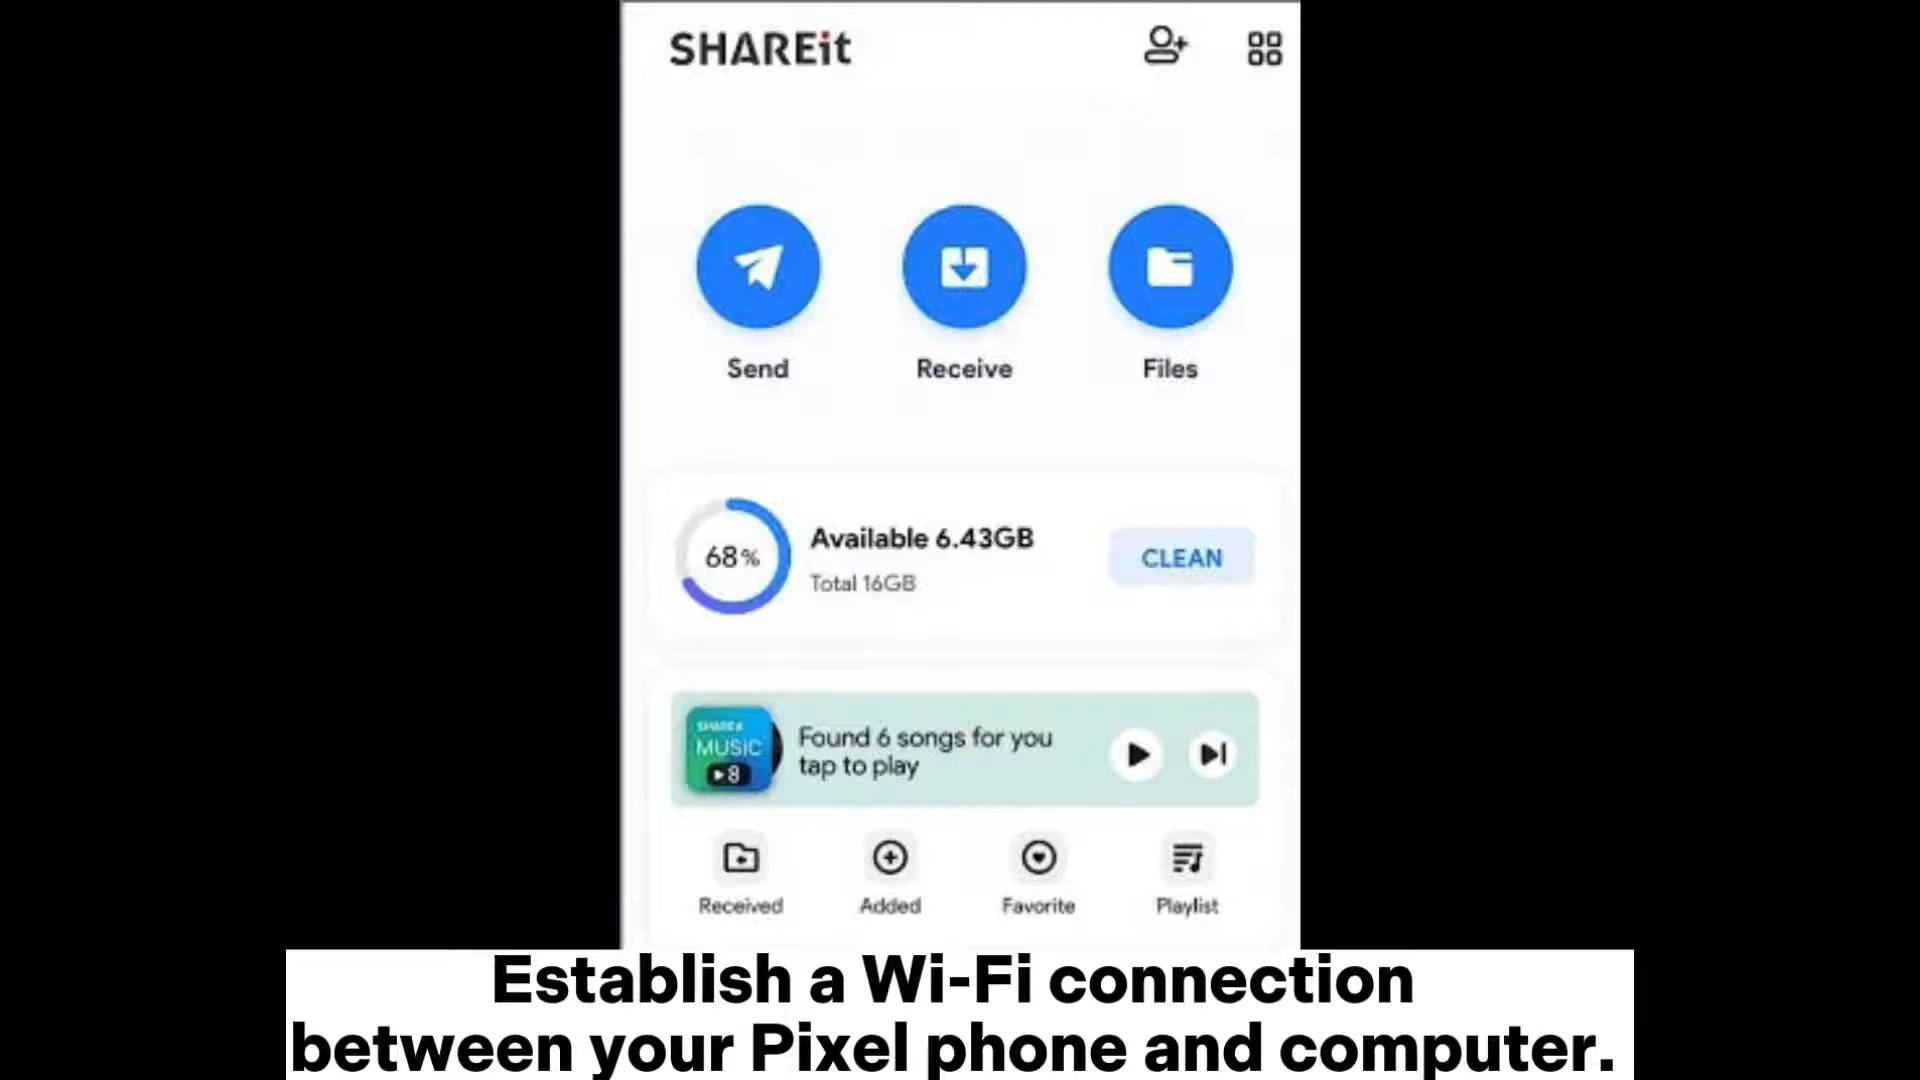 SHAREit
Send Receive Files
68%
Available 6.43GB
Total 16GB
CLEAN
SHAREit
MUSIC
8
Found 6 songs for you
tap to play
Received Added Favorite Playlist
Establish a Wi-Fi connection
between your Pixel phone and computer.